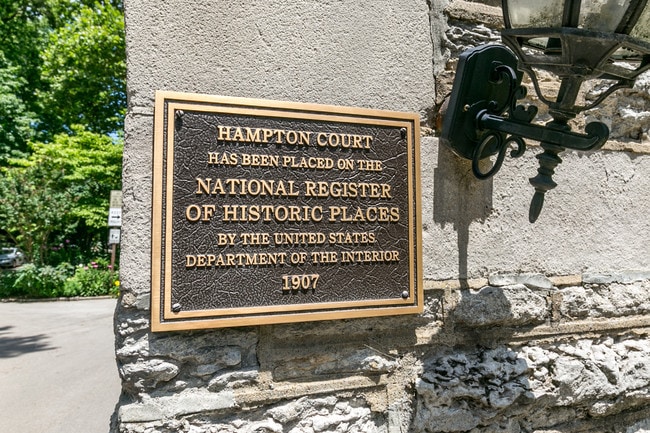 HAMPTON COURT
HAS BEEN PLACED ON THE
NATIONAL REGISTER
OF HISTORIC PLACES
BY THE UNITED STATES
DEPARTMENT OF THE INTERIOR
1907